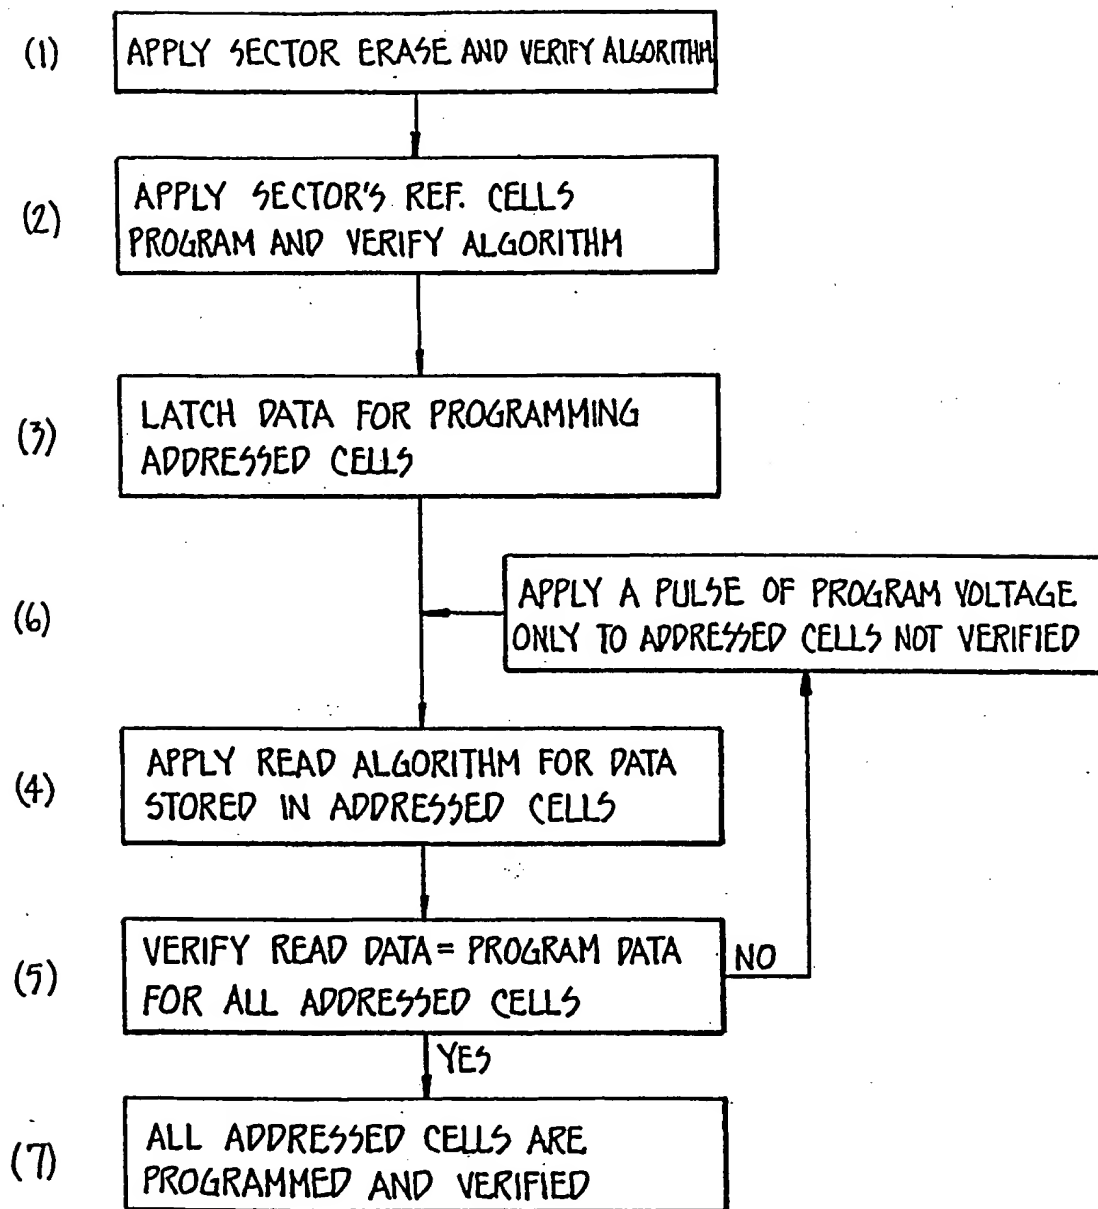 (1)
APPLY SECTOR ERASE AND VERIFY ALGORITHM
(2)
APPLY SECTOR'S REF. CELLS
PROGRAM AND VERIFY ALGORITHM
(3)
LATCH DATA FOR PROGRAMMING
ADDRESSED CELLS
(6)
APPLY A PULSE OF PROGRAM VOLTAGE
ONLY TO ADDRESSED CELLS NOT VERIFIED
(4)
APPLY READ ALGORITHM FOR DATA
STORED IN ADDRESSED CELLS
(5)
VERIFY READ DATA = PROGRAM DATA
FOR ALL ADDRESSED CELLS
NO
YES
(7)
ALL ADDRESSED CELLS ARE
PROGRAMMED AND VERIFIED